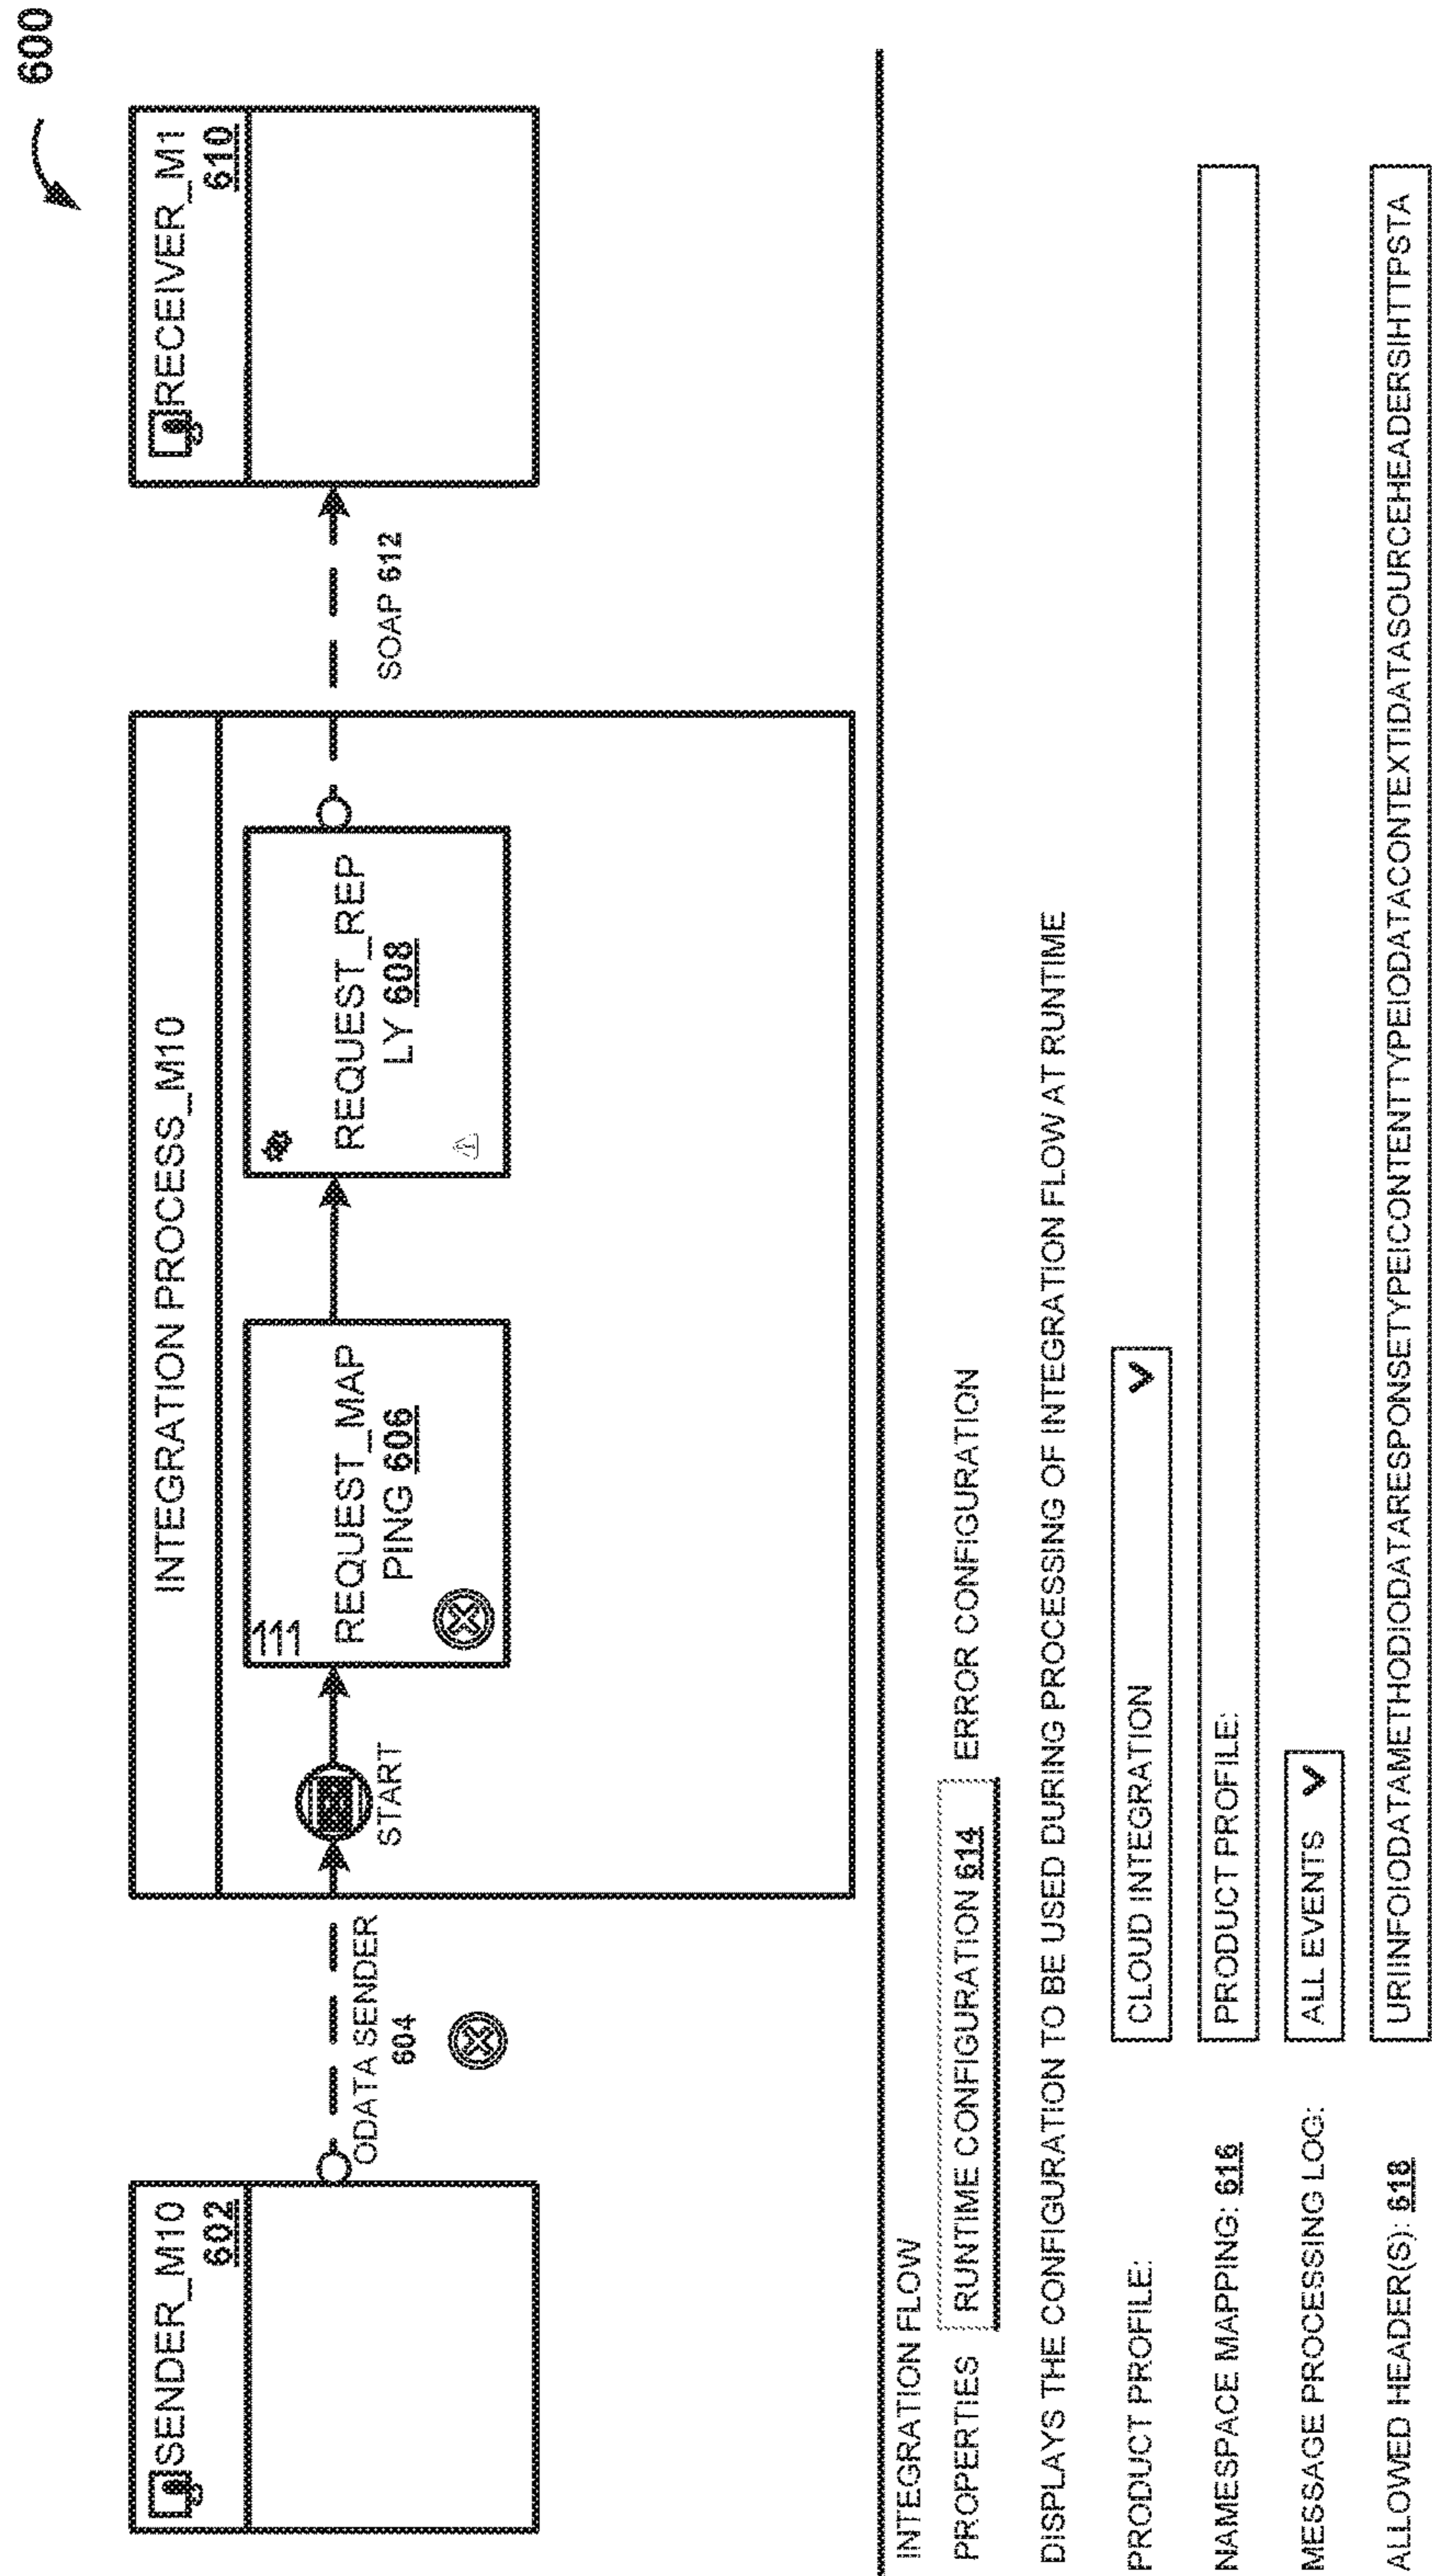 600
SENDER_M10
602
ODATA SENDER
604
INTEGRATION PROCESS_M10
START
111
REQUEST_MAP
PING 606
REQUEST_REP
LY 608
SOAP 612
RECEIVER_M1
610
INTEGRATION FLOW
PROPERTIES RUNTIME CONFIGURATION 614 ERROR CONFIGURATION
DISPLAYS THE CONFIGURATION TO BE USED DURING PROCESSING OF INTEGRATION FLOW AT RUNTIME
PRODUCT PROFILE: CLOUD INTEGRATION
NAMESPACE MAPPING: 616 PRODUCT PROFILE:
MESSAGE PROCESSING LOG: ALL EVENTS
ALLOWED HEADER(S): 618 URIINFOIODATAMETHODIODATARESPONSETYPEICONTENTTYPEIODATACONTEXTIDATASOURCEHEADERSIHTTPSTA